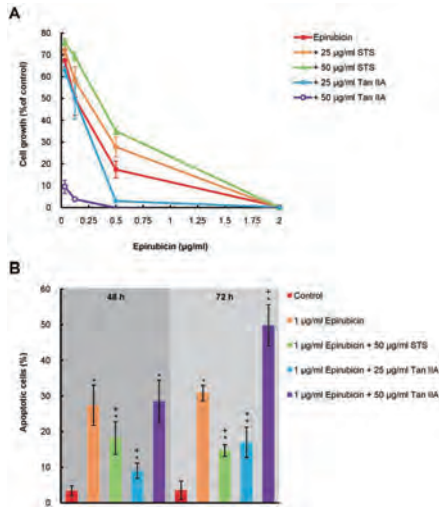 A
Epirubicin
+ 25 µg/ml STS
+ 50 µg/ml STS
+ 25 µg/ml Tan IIA
+ 50 µg/ml Tan IIA
Cell growth (%of control)
80
70
60
50
40
30
20
10
0
0 0.25 0.5 0.75 1 1.25 1.5 1.75 2
Epirubicin (µg/ml)
B
48 h 72 h
Control
1 µg/ml Epirubicin
1 µg/ml Epirubicin + 50 µg/ml STS
1 µg/ml Epirubicin + 25 µg/ml Tan IIA
1 µg/ml Epirubicin + 50 µg/ml Tan IIA
Apoptotic cells (%)
60
50
40
30
20
10
0